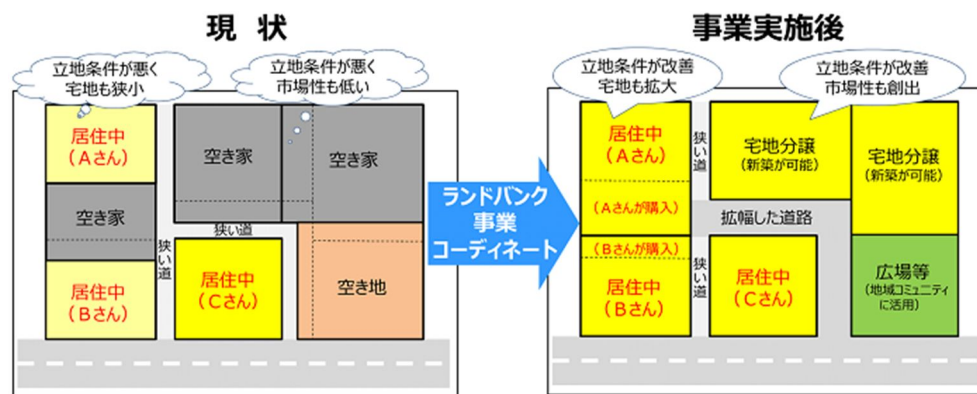 現 状
立地条件が悪く
宅地も狭小
立地条件が悪く
市場性も低い
居住中
(Aさん)
空き家
空き家
空き家
狭い道
狭い道
居住中
(Bさん)
居住中
(Cさん)
空き地
ランドバンク
事業
コーディネート
事業実施後
立地条件が改善
宅地も拡大
立地条件が改善
市場性も創出
居住中
(Aさん)
(Aさんが購入)
狭い道
宅地分譲
(新築が可能)
宅地分譲
(新築が可能)
拡幅した道路
(Bさんが購入)
居住中
(Bさん)
狭い道
居住中
(Cさん)
広場等
(地域コミュニティ
に活用)